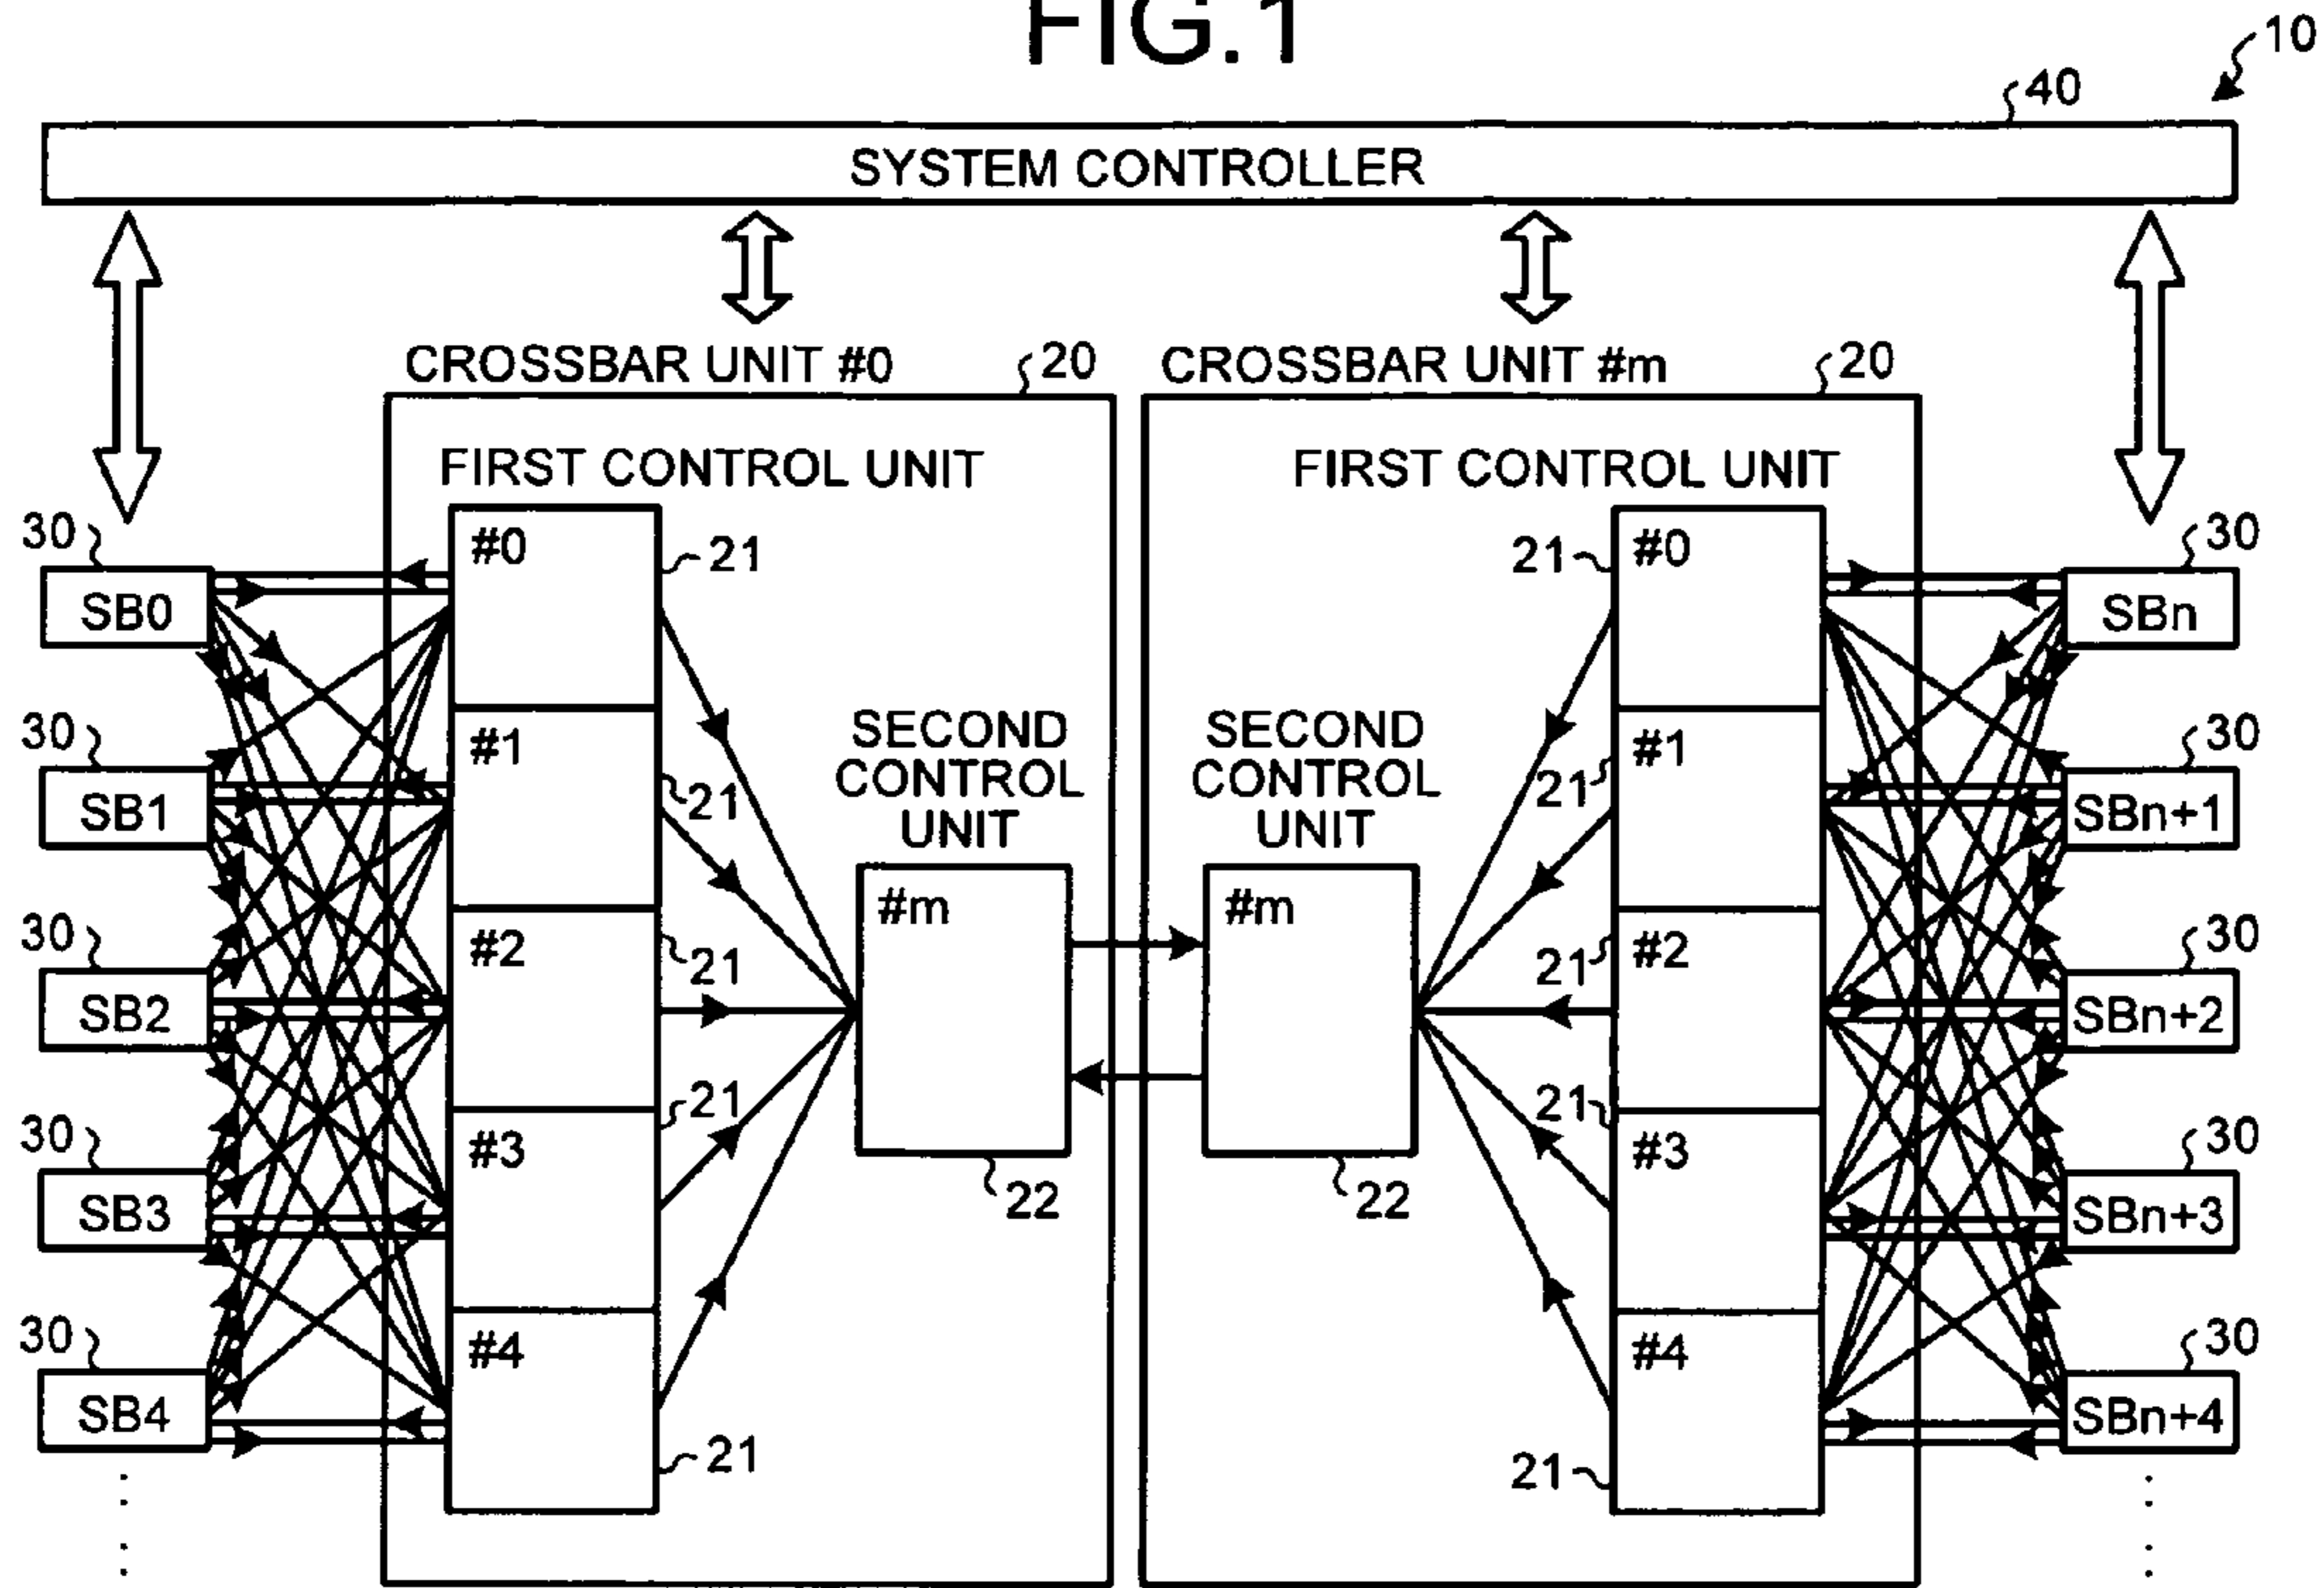 FIG.1
10
40
SYSTEM CONTROLLER
CROSSBAR UNIT #0
20
CROSSBAR UNIT #m
20
FIRST CONTROL UNIT
FIRST CONTROL UNIT
30
#0
21
21
#0
30
SB0
SBn
30
#1
21
SECOND
CONTROL
UNIT
SECOND
CONTROL
UNIT
21
#1
30
SB1
SBn+1
30
#2
21
#m
#m
21
#2
30
SB2
SBn+2
30
#3
21
21
#3
30
22
22
SB3
SBn+3
30
#4
#4
30
SB4
SBn+4
21
21